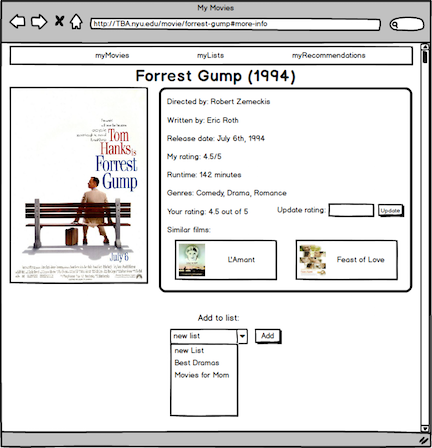 My Movies
http://TBA.nyu.edu/movie/forrest-gump#more-info
myMovies myLists myRecommendations
Forrest Gump (1994)
Tom
Hanks is
Forrest
Gump
July 6
Directed by: Robert Zemeckis
Written by: Eric Roth
Release date: July 6th, 1994
My rating: 4.5/5
Runtime: 142 minutes
Genres: Comedy, Drama, Romance
Your rating: 4.5 out of 5 Update rating: Update
Similar films:
L'Amant Feast of Love
Add to list:
new list Add
new List
Best Dramas
Movies for Mom